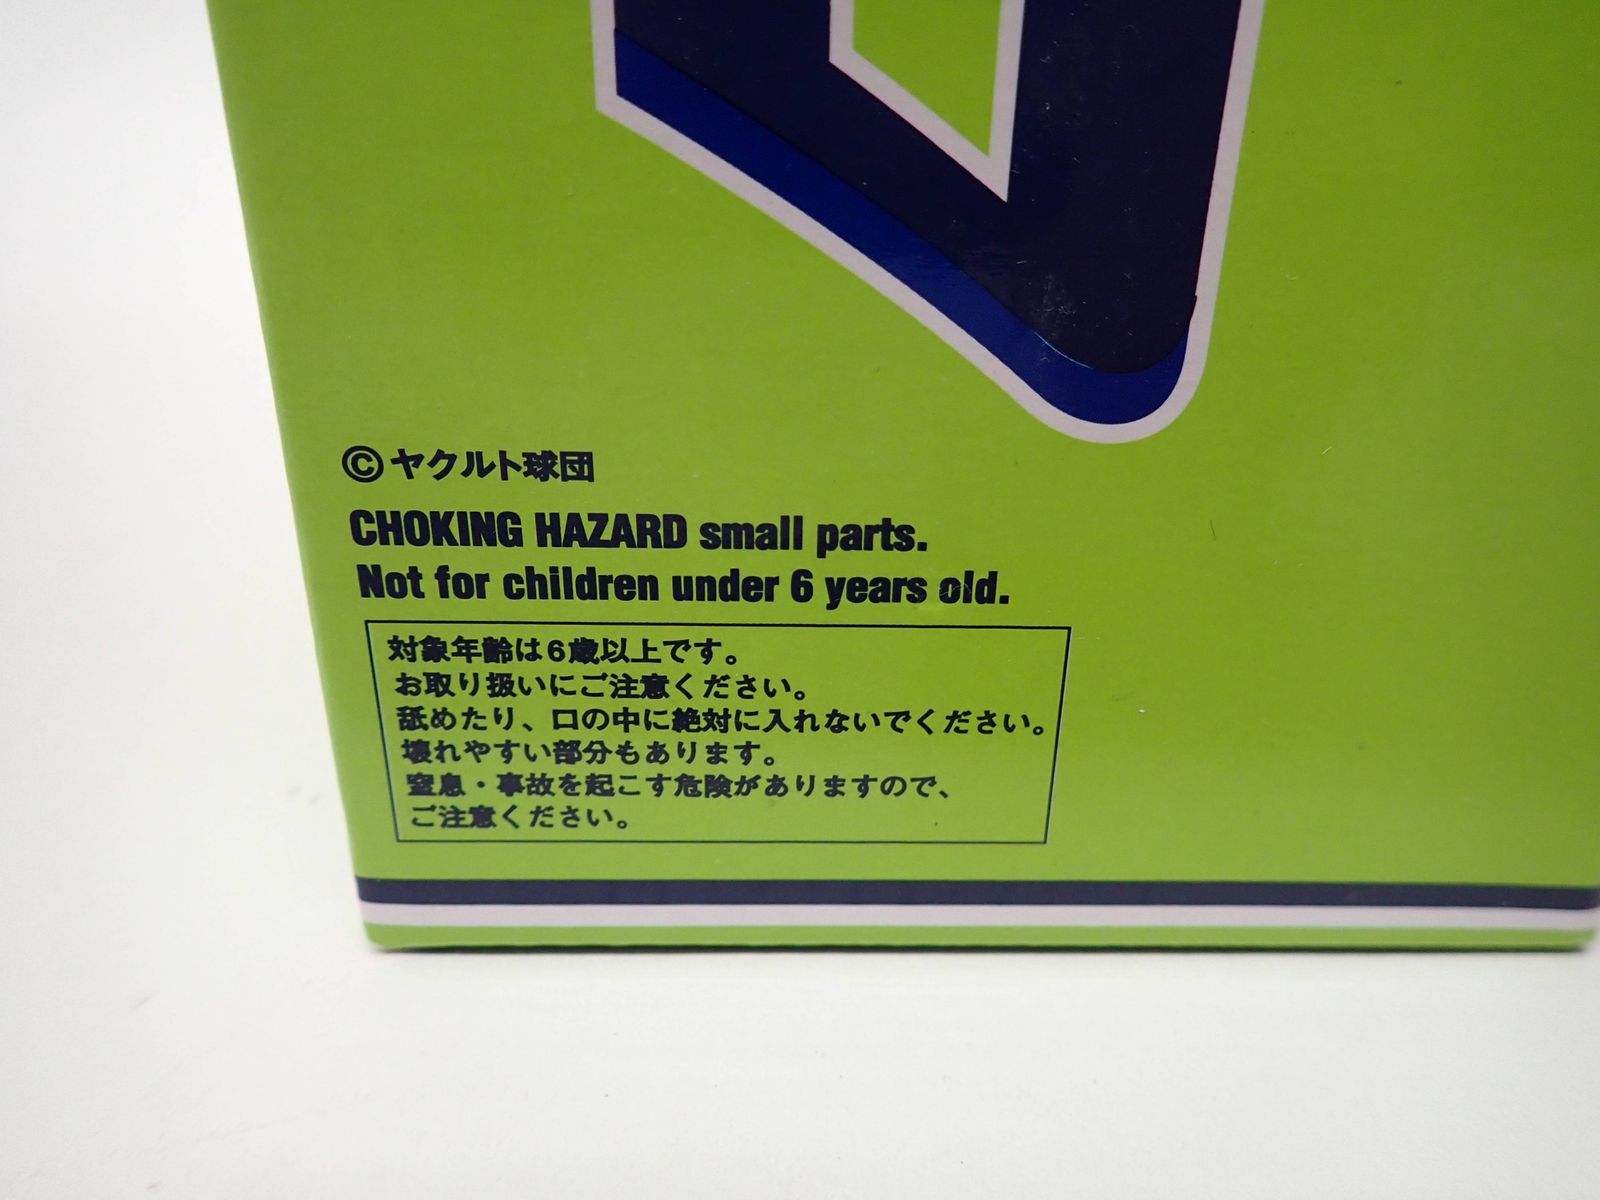 ©ヤクルト球団
CHOKING HAZARD small parts.
Not for children under 6 years old.
対象年齢は6歳以上です。
お取り扱いにご注意ください。
舐めたり、口の中に絶対に入れないでください。
壊れやすい部分もあります。
窒息・事故を起こす危険がありますので、
ご注意ください。